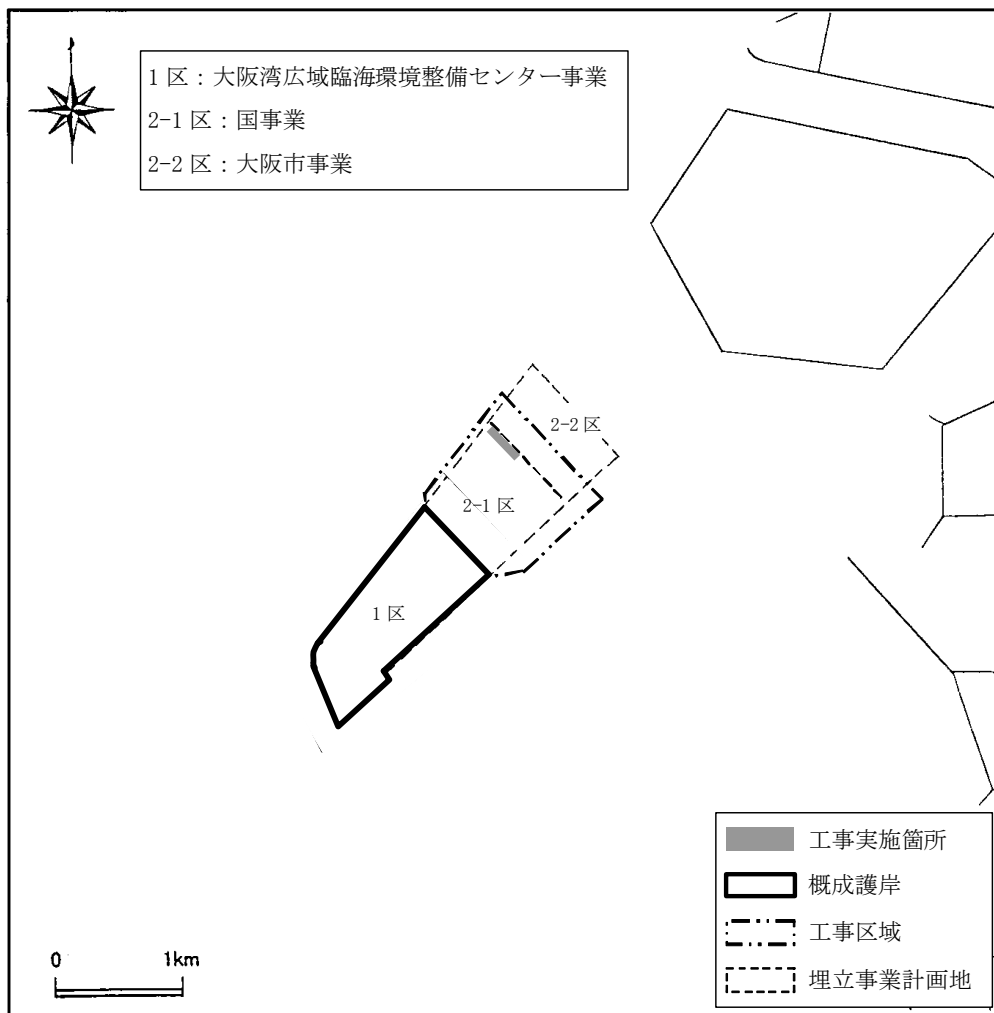 1 区：大阪湾広域臨海環境整備センター事業
2-1 区：国事業
2-2 区：大阪市事業
2-2 区
2-1 区
1 区
工事実施箇所
概成護岸
工事区域
埋立事業計画地
0 1km